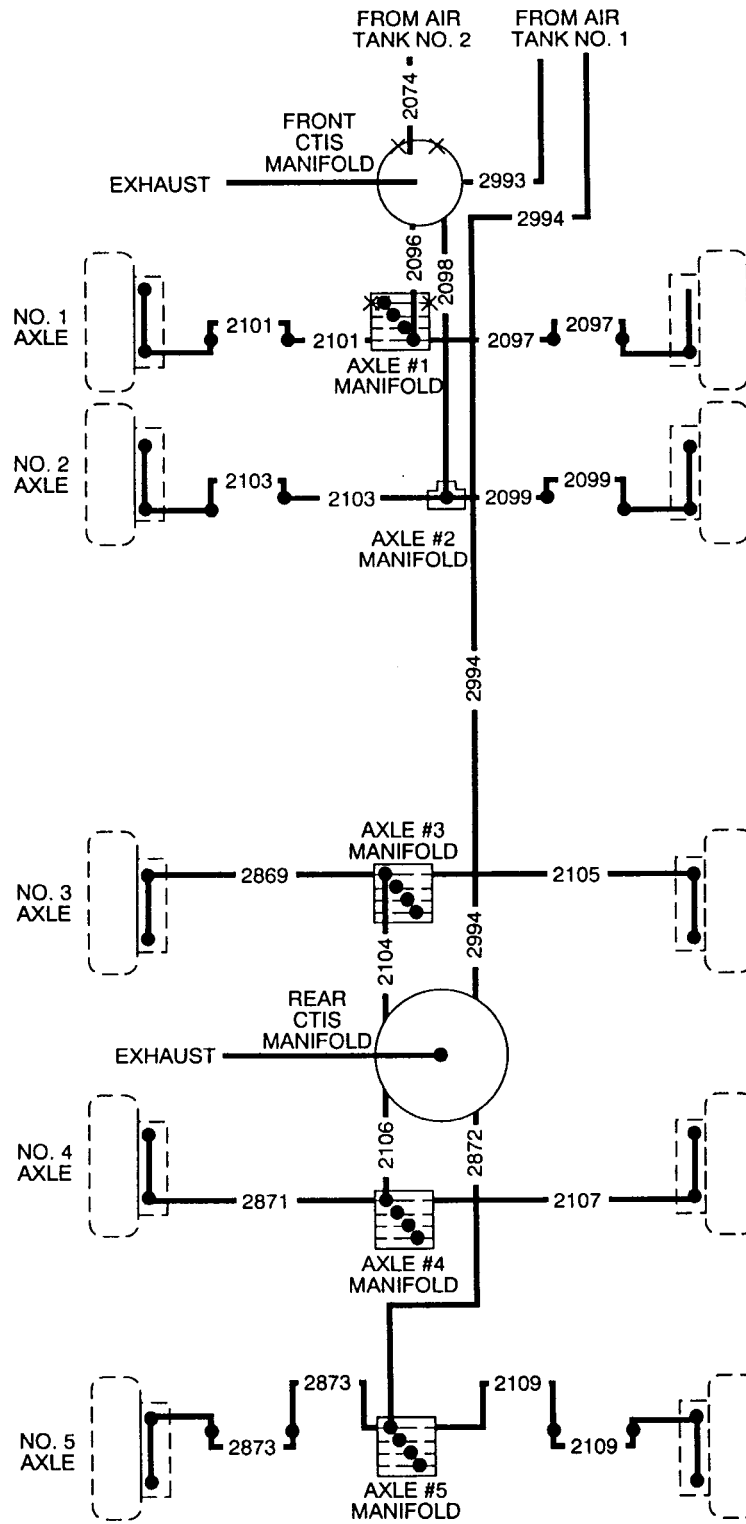 FROM AIR
TANK NO. 2
FROM AIR
TANK NO. 1
2074
FRONT
CTIS
MANIFOLD
EXHAUST
2993
2994
2096
2098
NO. 1
AXLE
2101
2101
2097
2097
AXLE #1
MANIFOLD
NO. 2
AXLE
2103
2103
2099
2099
AXLE #2
MANIFOLD
2994
AXLE #3
MANIFOLD
NO. 3
AXLE
2869
2105
2104
2994
REAR
CTIS
MANIFOLD
EXHAUST
2106
2872
NO. 4
AXLE
2871
2107
AXLE #4
MANIFOLD
2873
2109
NO. 5
AXLE
2873
2109
AXLE #5
MANIFOLD